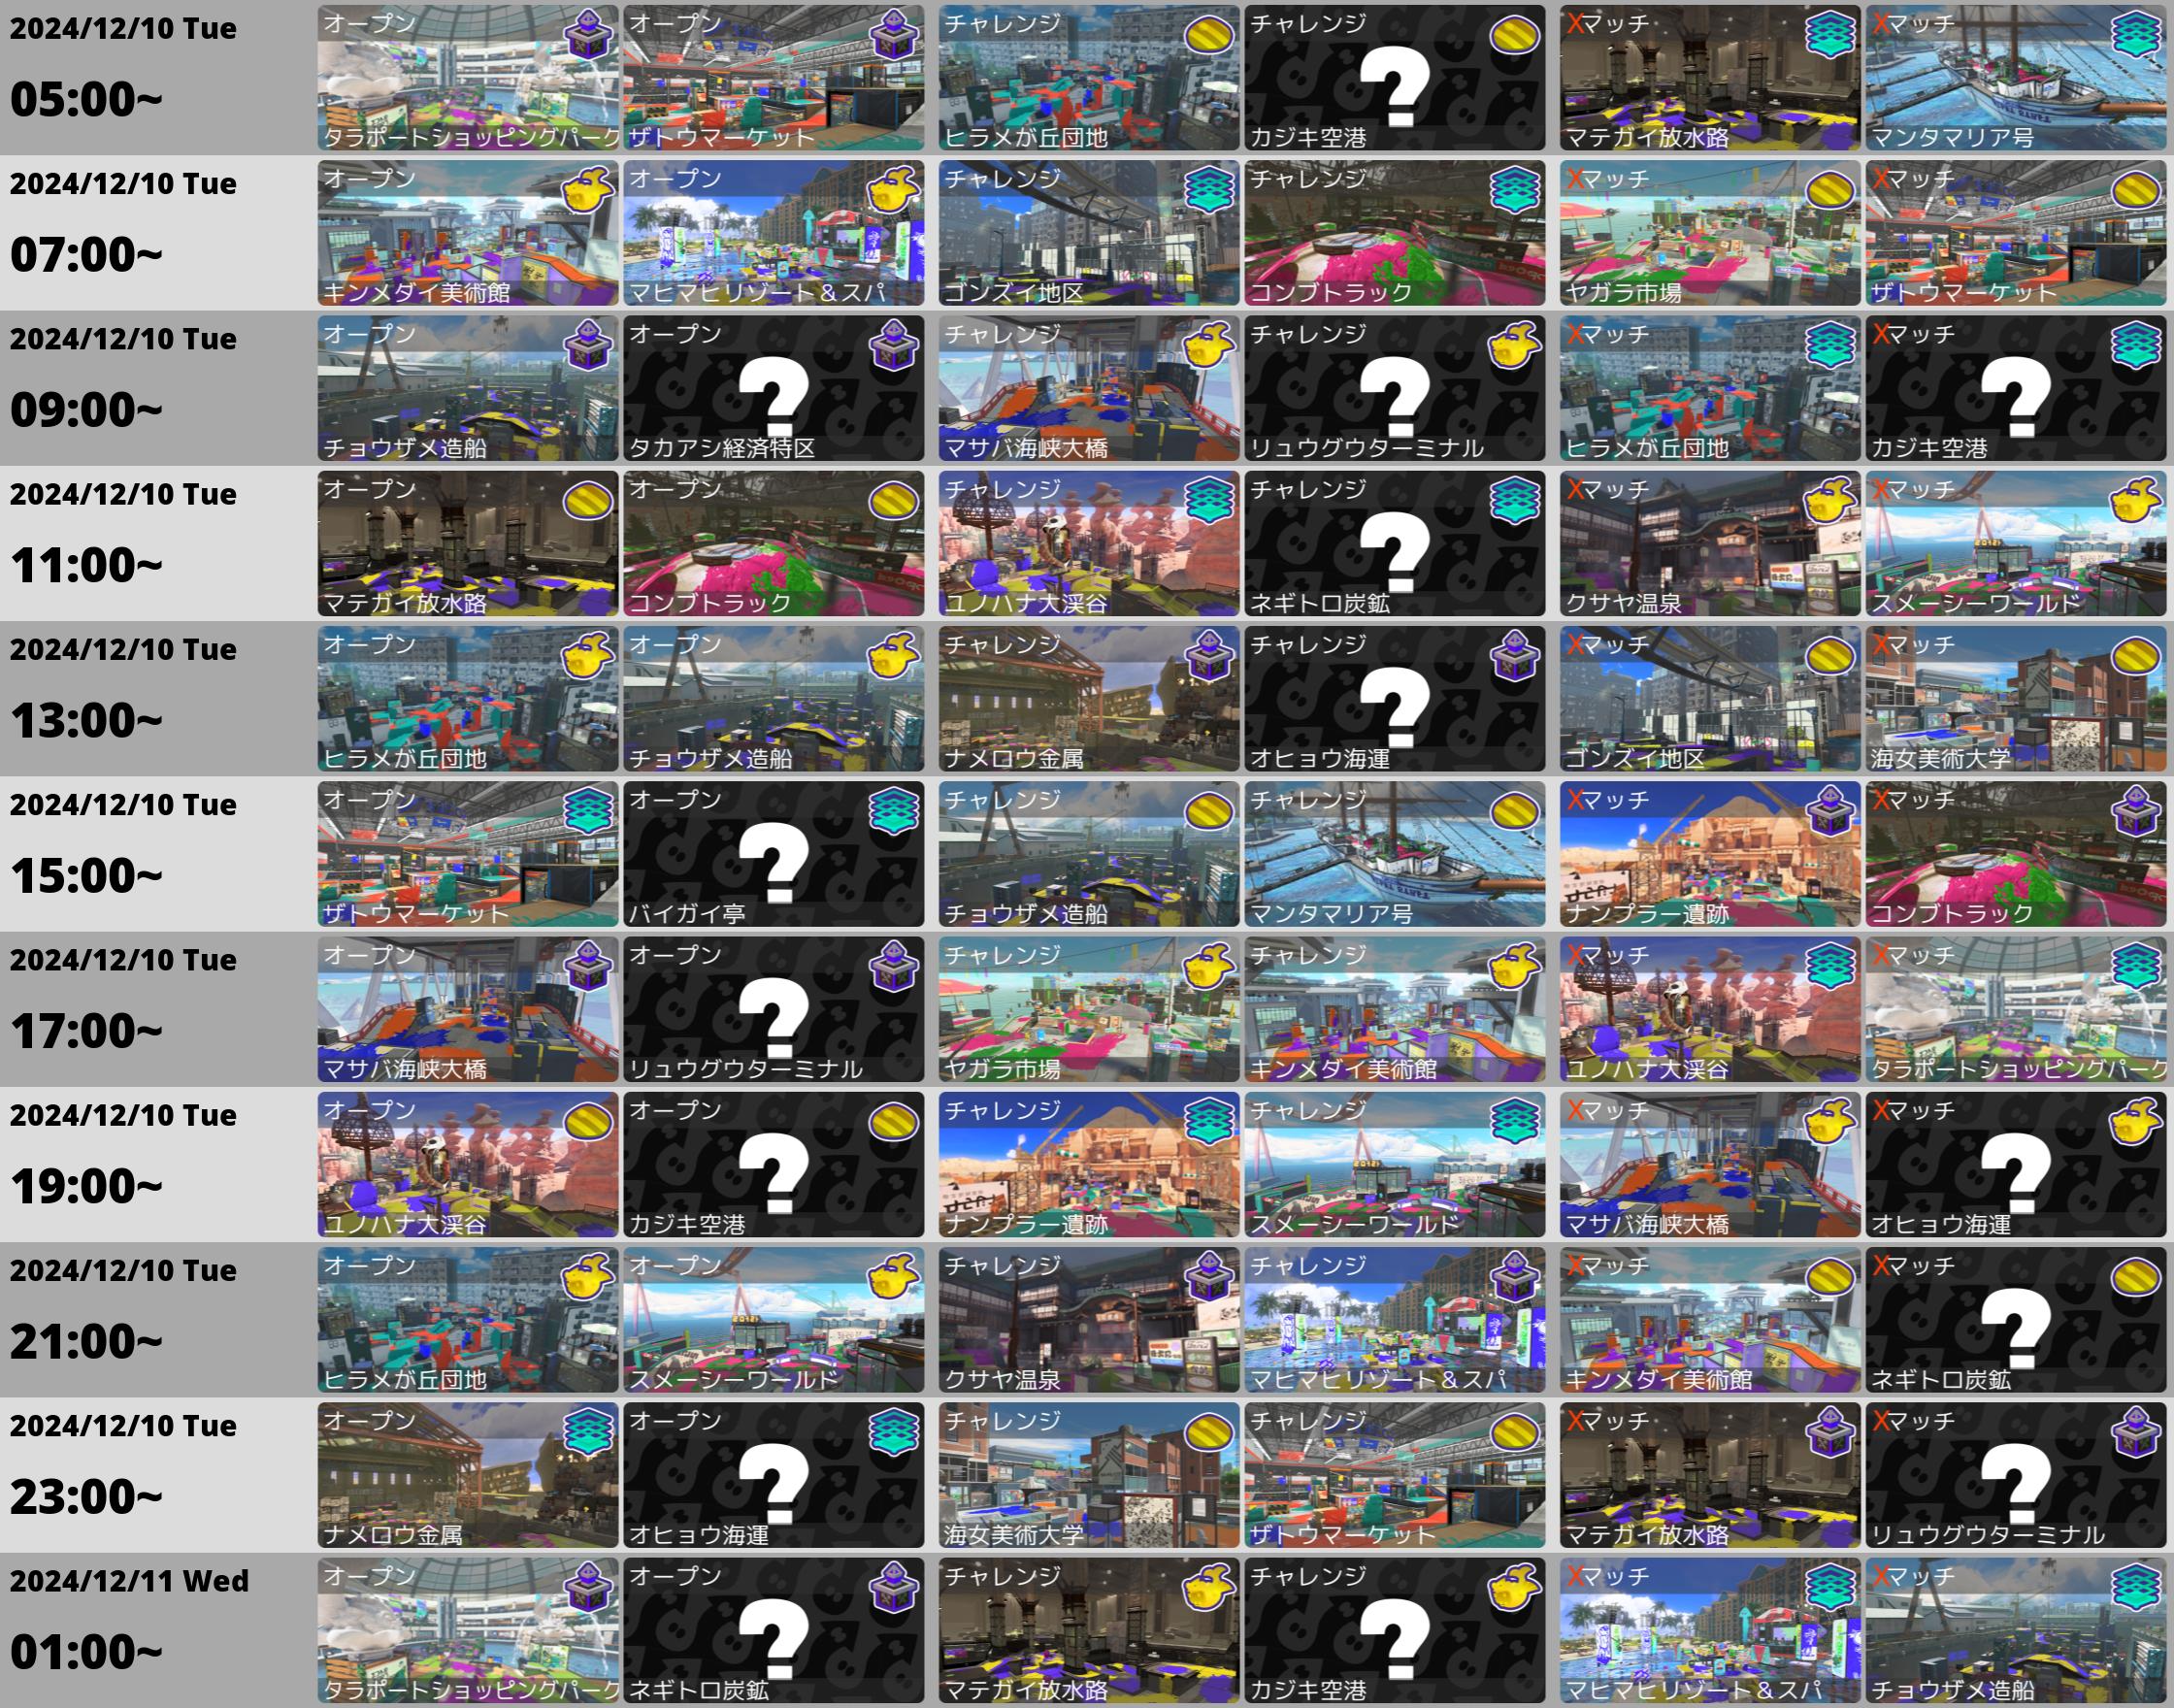 2024/12/10 Tue
05:00~
オープン
タラポートショッピングパーク
オープン
ザトウマーケット
チャレンジ
ヒラメが丘団地
チャレンジ
?
カジキ空港
Xマッチ
マテガイ放水路
Xマッチ
マンタマリア号
2024/12/10 Tue
07:00~
オープン
キンメダイ美術館
オープン
マヒマヒリゾート&スパ
チャレンジ
ゴンズイ地区
チャレンジ
コンブトラック
Xマッチ
ヤガラ市場
Xマッチ
ザトウマーケット
2024/12/10 Tue
09:00~
オープン
チョウザメ造船
オープン
?
タカアシ経済特区
チャレンジ
マサバ海峡大橋
チャレンジ
?
リュウグウターミナル
Xマッチ
ヒラメが丘団地
Xマッチ
?
カジキ空港
2024/12/10 Tue
11:00~
オープン
マテガイ放水路
オープン
コンブトラック
チャレンジ
ユノハナ大渓谷
チャレンジ
?
ネギトロ炭鉱
Xマッチ
クサヤ温泉
Xマッチ
スメーシーワールド
2024/12/10 Tue
13:00~
オープン
ヒラメが丘団地
オープン
チョウザメ造船
チャレンジ
ナメロウ金属
チャレンジ
?
オヒョウ海運
Xマッチ
ゴンズイ地区
Xマッチ
海女美術大学
2024/12/10 Tue
15:00~
オープン
ザトウマーケット
オープン
?
バイガイ亭
チャレンジ
チョウザメ造船
チャレンジ
マンタマリア号
Xマッチ
ナンプラー遺跡
Xマッチ
コンブトラック
2024/12/10 Tue
17:00~
オープン
マサバ海峡大橋
オープン
?
リュウグウターミナル
チャレンジ
ヤガラ市場
チャレンジ
キンメダイ美術館
Xマッチ
ユノハナ大渓谷
Xマッチ
タラポートショッピングパーク
2024/12/10 Tue
19:00~
オープン
ユノハナ大渓谷
オープン
?
カジキ空港
チャレンジ
ナンプラー遺跡
チャレンジ
スメーシーワールド
Xマッチ
マサバ海峡大橋
Xマッチ
?
オヒョウ海運
2024/12/10 Tue
21:00~
オープン
ヒラメが丘団地
オープン
スメーシーワールド
チャレンジ
クサヤ温泉
チャレンジ
マヒマヒリゾート&スパ
Xマッチ
キンメダイ美術館
Xマッチ
?
ネギトロ炭鉱
2024/12/10 Tue
23:00~
オープン
ナメロウ金属
オープン
?
オヒョウ海運
チャレンジ
海女美術大学
チャレンジ
ザトウマーケット
Xマッチ
マテガイ放水路
Xマッチ
?
リュウグウターミナル
2024/12/11 Wed
01:00~
オープン
タラポートショッピングパーク
オープン
?
ネギトロ炭鉱
チャレンジ
マテガイ放水路
チャレンジ
?
カジキ空港
Xマッチ
マヒマヒリゾート&スパ
Xマッチ
チョウザメ造船